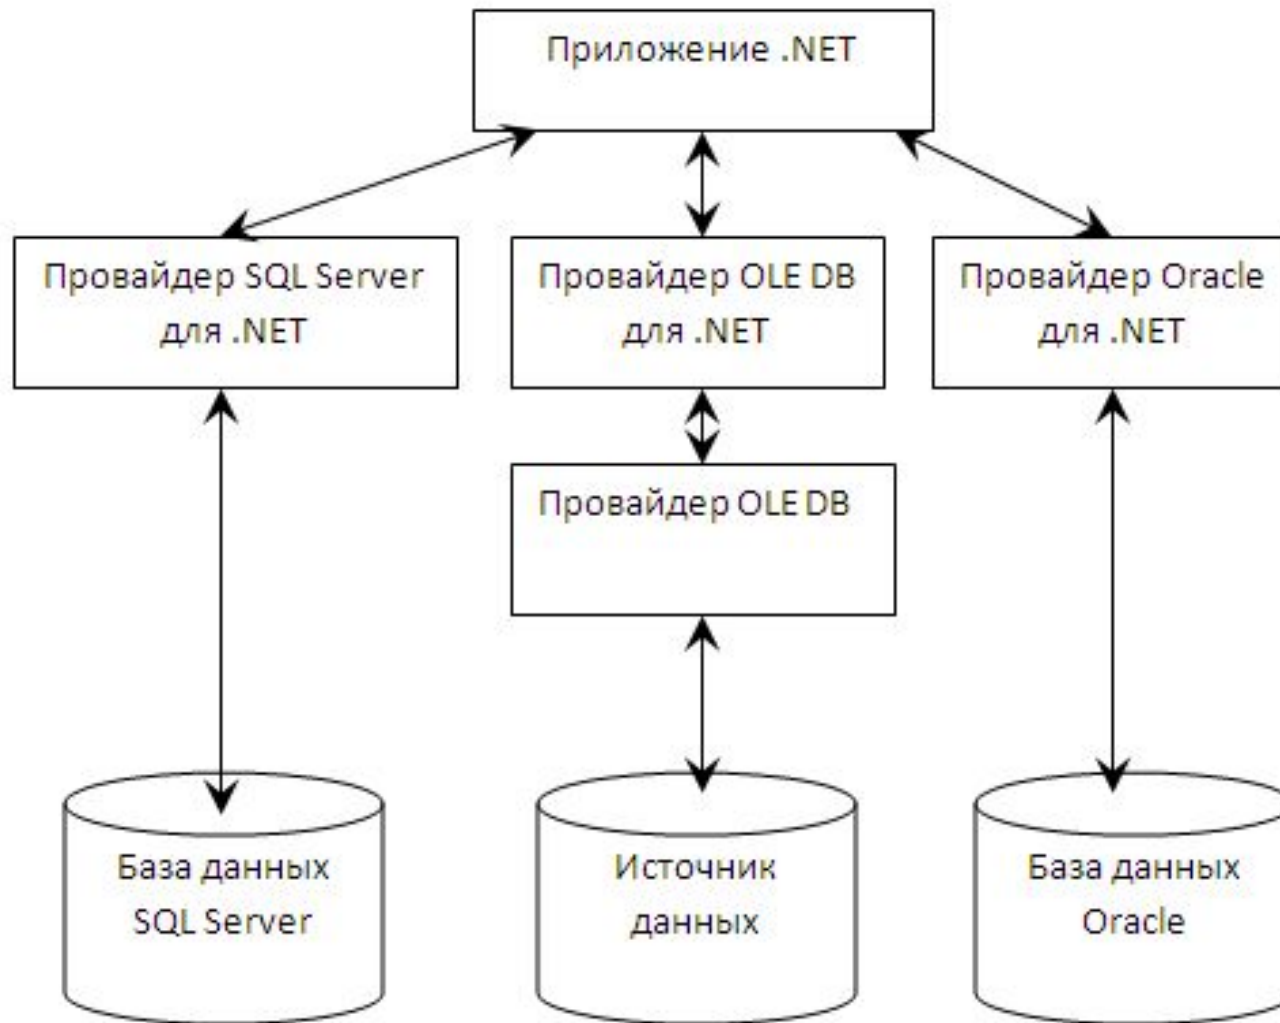 Приложение .NET
Провайдер SQL Server
для .NET
Провайдер OLE DB
для .NET
Провайдер Oracle
для .NET
Провайдер OLE DB
База данных
SQL Server
Источник
данных
База данных
Oracle